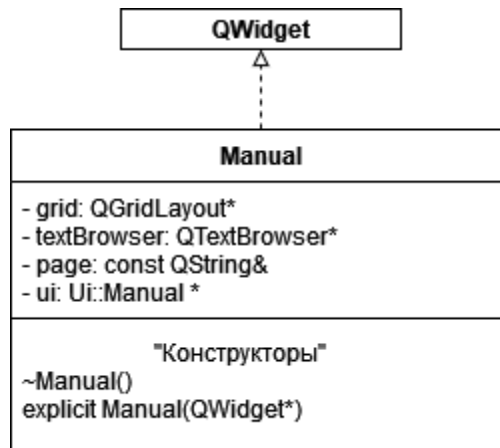 QWidget
Manual
- grid: QGridLayout*
- textBrowser: QTextBrowser*
- page: const QString&
- ui: Ui::Manual *
"Конструкторы"
~Manual()
explicit Manual(QWidget*)